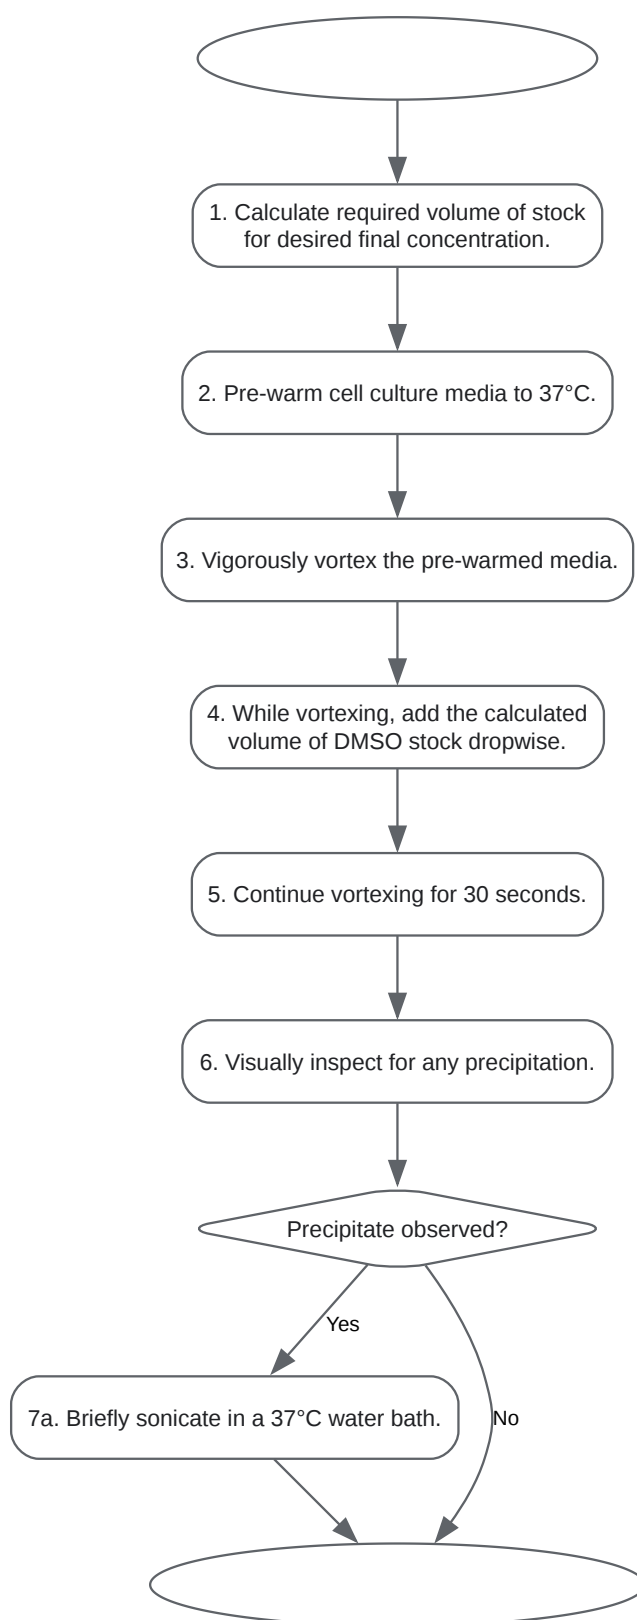 1. Calculate required volume of stock
for desired final concentration.
2. Pre-warm cell culture media to 37°C.
3. Vigorously vortex the pre-warmed media.
4. While vortexing, add the calculated
volume of DMSO stock dropwise.
5. Continue vortexing for 30 seconds.
6. Visually inspect for any precipitation.
Precipitate observed?
Yes
7a. Briefly sonicate in a 37°C water bath.
No